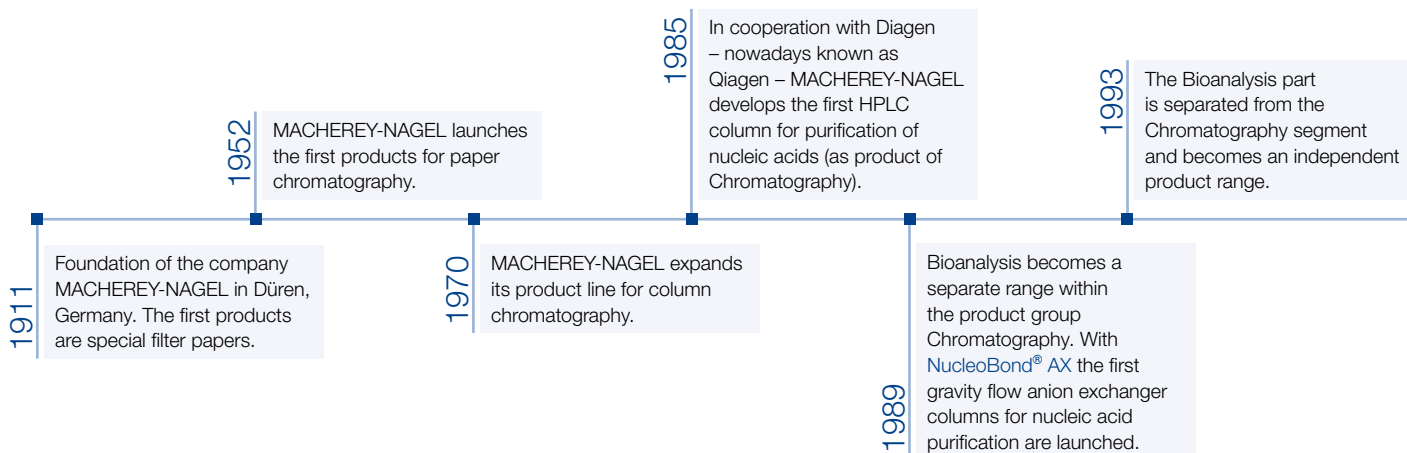 1911
Foundation of the company
MACHEREY-NAGEL in Düren,
Germany. The first products
are special filter papers.
1952
MACHEREY-NAGEL launches
the first products for paper
chromatography.
1970
MACHEREY-NAGEL expands
its product line for column
chromatography.
1985
In cooperation with Diagen
– nowadays known as
Qiagen – MACHEREY-NAGEL
develops the first HPLC
column for purification of
nucleic acids (as product of
Chromatography).
1989
Bioanalysis becomes a
separate range within
the product group
Chromatography. With
NucleoBond® AX the first
gravity flow anion exchanger
columns for nucleic acid
purification are launched.
1993
The Bioanalysis part
is separated from the
Chromatography segment
and becomes an independent
product range.